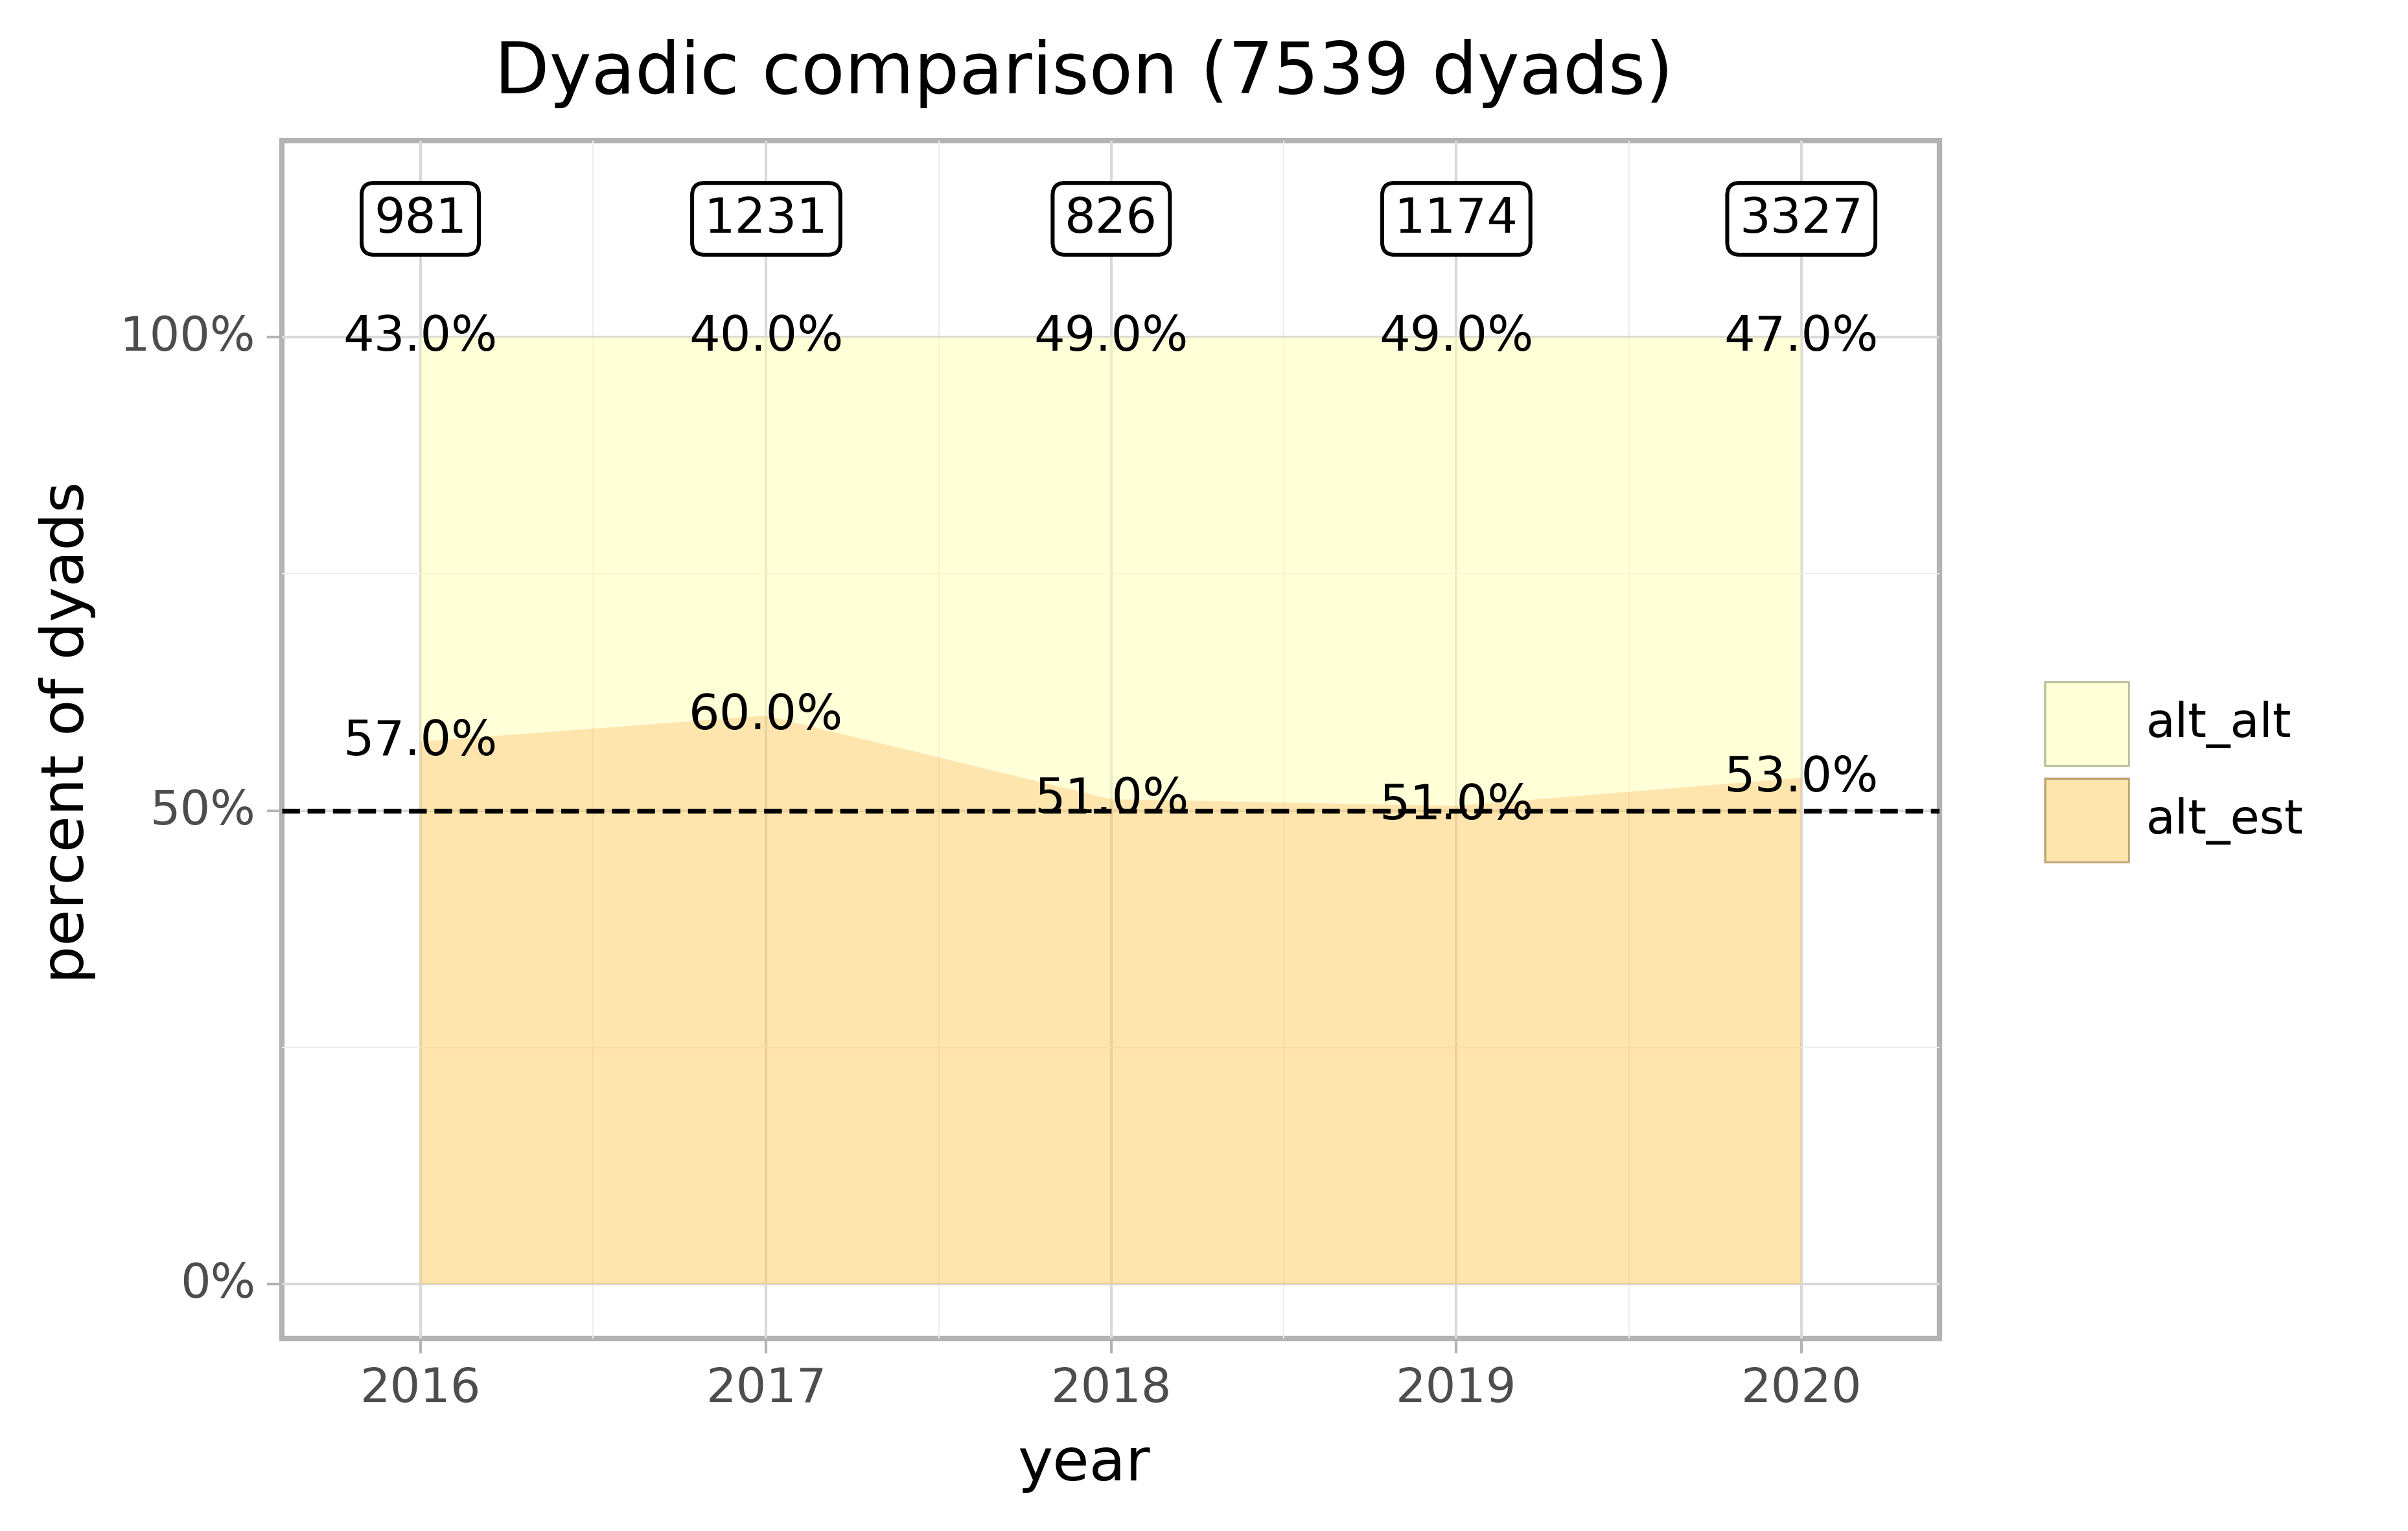 Dyadic comparison (7539 dyads)
981 1231 826 1174 3327
100% 43.0% 40.0% 49.0% 49.0% 47.0%
57.0% 60.0% 51.0% 51.0% 53.0%
50%
0%
2016 2017 2018 2019 2020
year
percent of dyads
alt_alt
alt_est